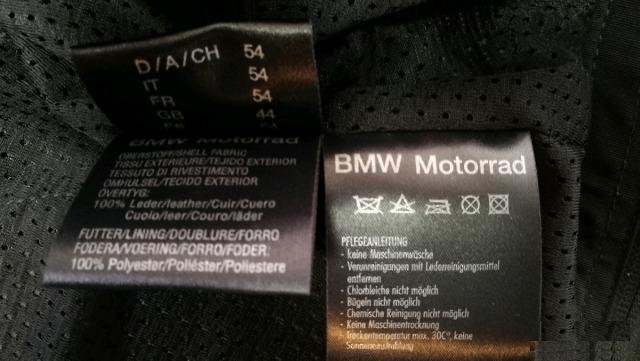 D/A/CH 54
IT 54
FR 54
GB 44
54
BMW Motorrad
OBERSTOFF/SHELL FABRIC
TISSU EXTERIEURE/TEJIDO EXTERIOR
TESSUTO DI RIVESTIMENTO
OMHULSEL/TECIDO EXTERIOR
OVERTYG:
100% Leder/leather/Cuir/Cuero
Cuoio/leer/Couro/läder
FUTTER/LINING/DOUBLURE/FORRO
FODERA/VOERING/FORRO/FODER:
100% Polyester/Poliéster/Poliestere
BMW Motorrad
PFLEGEANLEITUNG
- keine Maschinenwäsche
- Verunreinigungen mit Lederreinigungsmittel
entfernen
- Chlorbleiche nicht möglich
- Bügeln nicht möglich
- Chemische Reinigung nicht möglich
- Keine Maschinentrocknung
- Trockentemperatur max. 30C°, keine
Sonneneinstrahlung